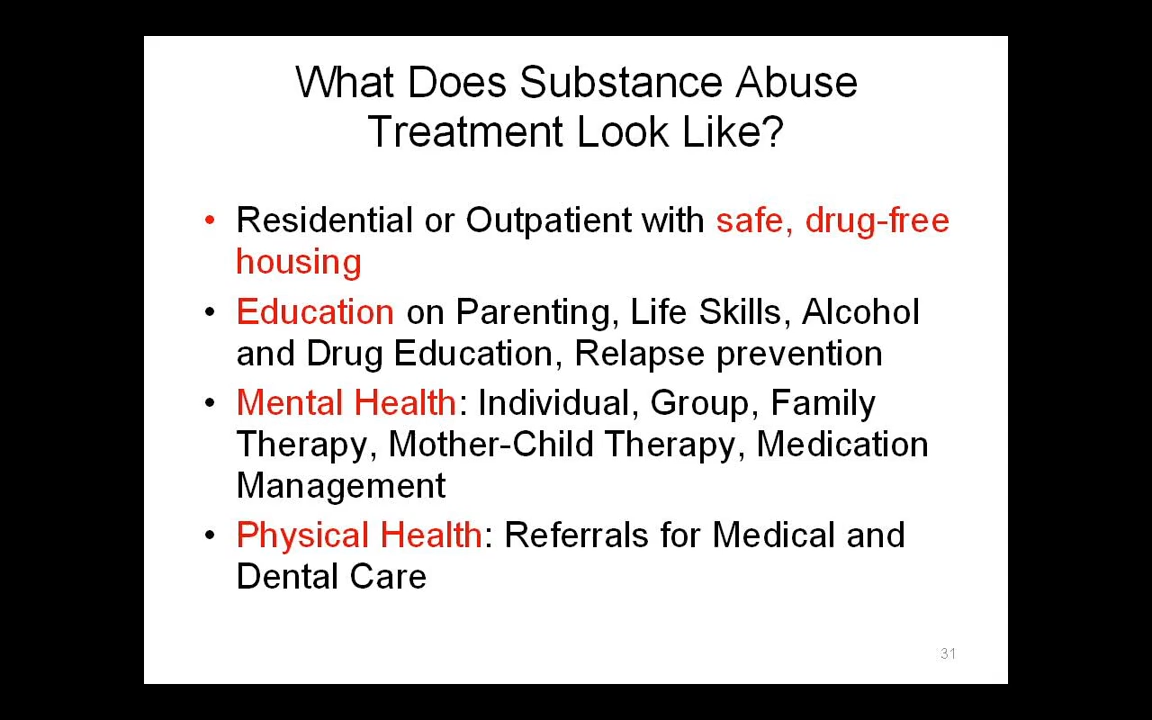 What Does Substance Abuse
Treatment Look Like?
• Residential or Outpatient with safe, drug-free
housing
• Education on Parenting, Life Skills, Alcohol
and Drug Education, Relapse prevention
• Mental Health: Individual, Group, Family
Therapy, Mother-Child Therapy, Medication
Management
• Physical Health: Referrals for Medical and
Dental Care
31